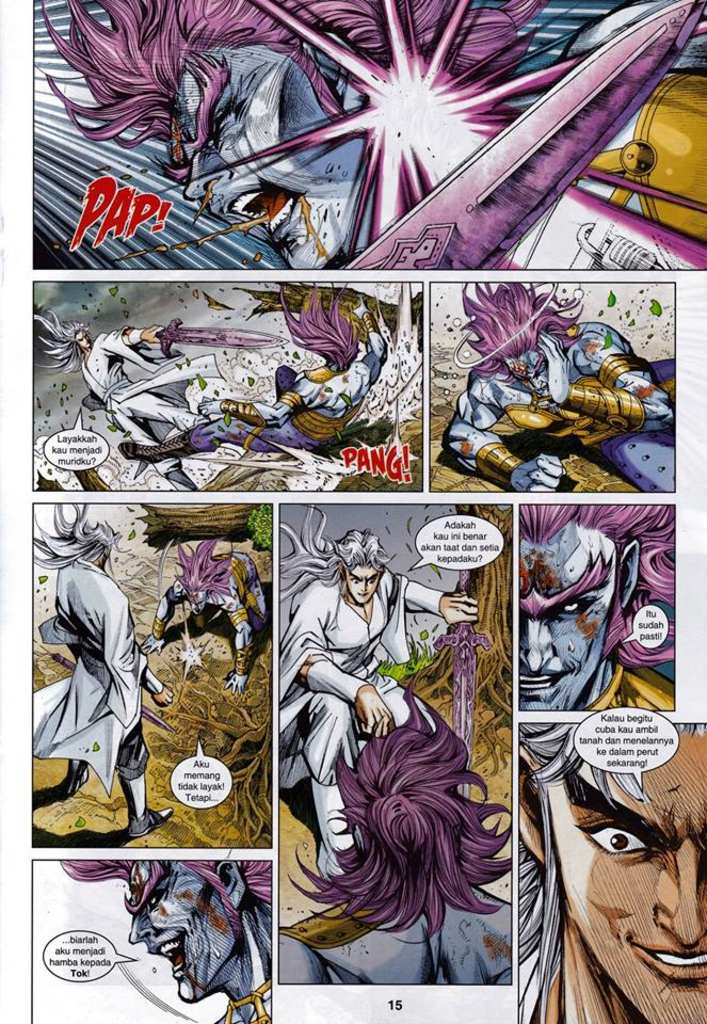 PAP!
Layakkah
kau menjadi
muridku?
PANG!
Aku
memang
tidak layak!
Tetapi...
...biarlah
aku menjadi
hamba kepada
Tok!
Adakah
kau ini benar
akan taat dan setia
kepadaku?
Itu
sudah
pasti!
Kalau begitu
cuba kau ambil
tanah dan menelannya
ke dalam perut
sekarang!
15